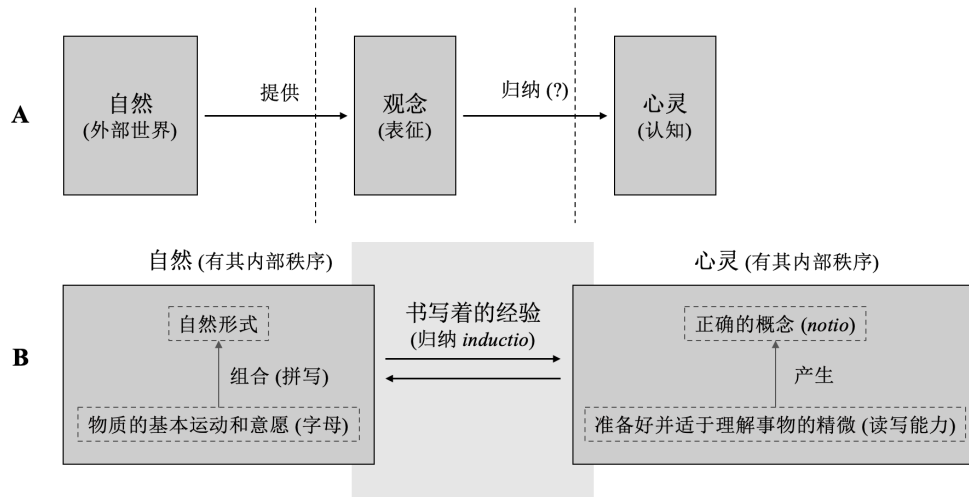 A
自然
(外部世界)
提供
观念
(表征)
归纳 (?)
心灵
(认知)
B
自然 (有其内部秩序)
自然形式
组合 (拼写)
物质的基本运动和意愿 (字母)
书写着的经验
(归纳 inductio)
心灵 (有其内部秩序)
正确的概念 (notio)
产生
准备好并适于理解事物的精微 (读写能力)